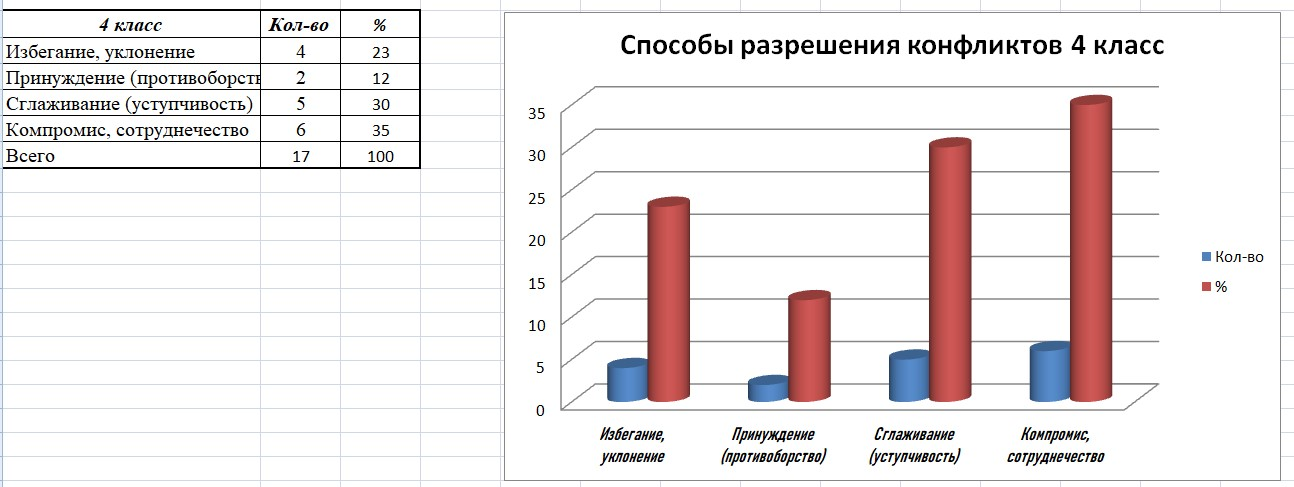 4 класс Кол-во %
Избегание, уклонение 4 23
Принуждение (противоборств 2 12
Сглаживание (уступчивость) 5 30
Компромис, сотруднечество 6 35
Всего 17 100
Способы разрешения конфликтов 4 класс
35
30
25
20
15
10
5
0
Кол-во
%
Избегание, Принуждение Сглаживание Компромис,
уклонение (противоборство) (уступчивость) сотруднечество